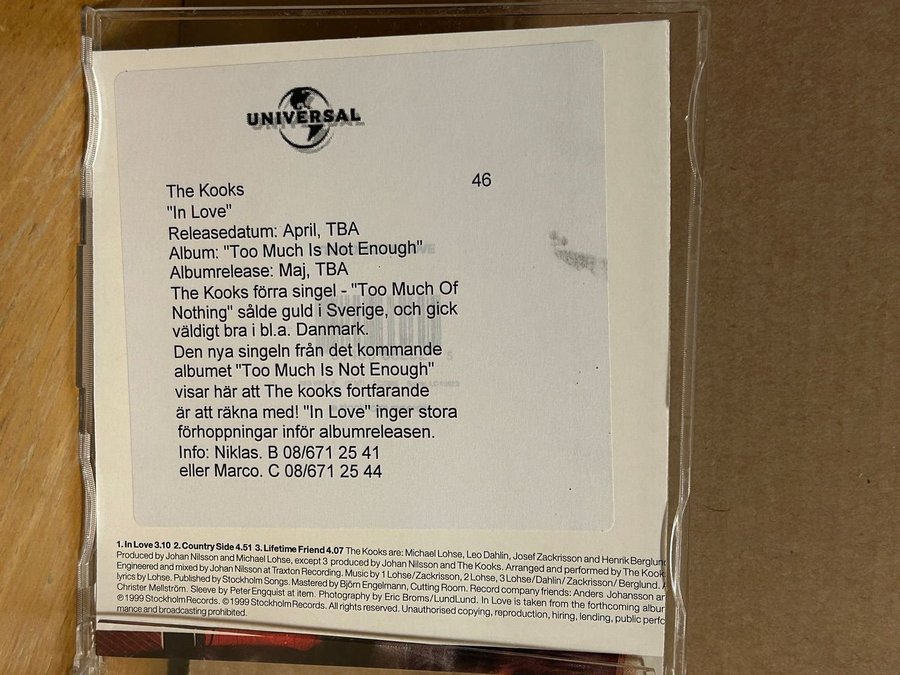 UNIVERSAL
The Kooks 46
"In Love"
Releasedatum: April, TBA
Album: "Too Much Is Not Enough"
Albumrelease: Maj, TBA
The Kooks förra singel - "Too Much Of
Nothing" sålde guld i Sverige, och gick
väldigt bra i bl.a. Danmark.
Den nya singeln från det kommande
albumet "Too Much Is Not Enough"
visar här att The kooks fortfarande
är att räkna med! "In Love" inger stora
förhoppningar inför albumreleasen.
Info: Niklas. B 08/671 25 41
eller Marco. C 08/671 25 44
1. In Love 3.10 2. Country Side 4.51 3. Lifetime Friend 4.07 The Kooks are: Michael Lohse, Leo Dahlin, Josef Zackrisson and Henrik Berglun
Produced by Johan Nilsson and Michael Lohse, except 3 produced by Johan Nilsson and The Kooks. Arranged and performed by The Kook
Engineered and mixed by Johan Nilsson at Traxton Recording. Music by 1 Lohse/Zackrisson, 2 Lohse, 3 Lohse/Dahlin/Zackrisson/Berglund,
lyrics by Lohse. Published by Stockholm Songs. Mastered by Björn Engelmann, Cutting Room. Record company friends: Anders Johansson ar
Christer Mellström. Sleeve by Peter Engquist at item. Photography by Eric Broms/LundLund. In Love is taken from the forthcoming albur
℗ 1999 Stockholm Records. © 1999 Stockholm Records. All rights reserved. Unauthorised copying, reproduction, hiring, lending, public perfc
mance and broadcasting prohibited.